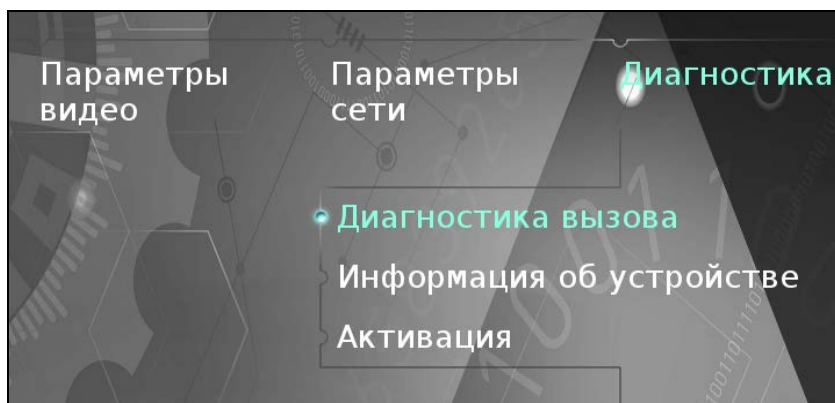 Параметры
видео
Параметры
сети
Диагностика
Диагностика вызова
Информация об устройстве
Активация